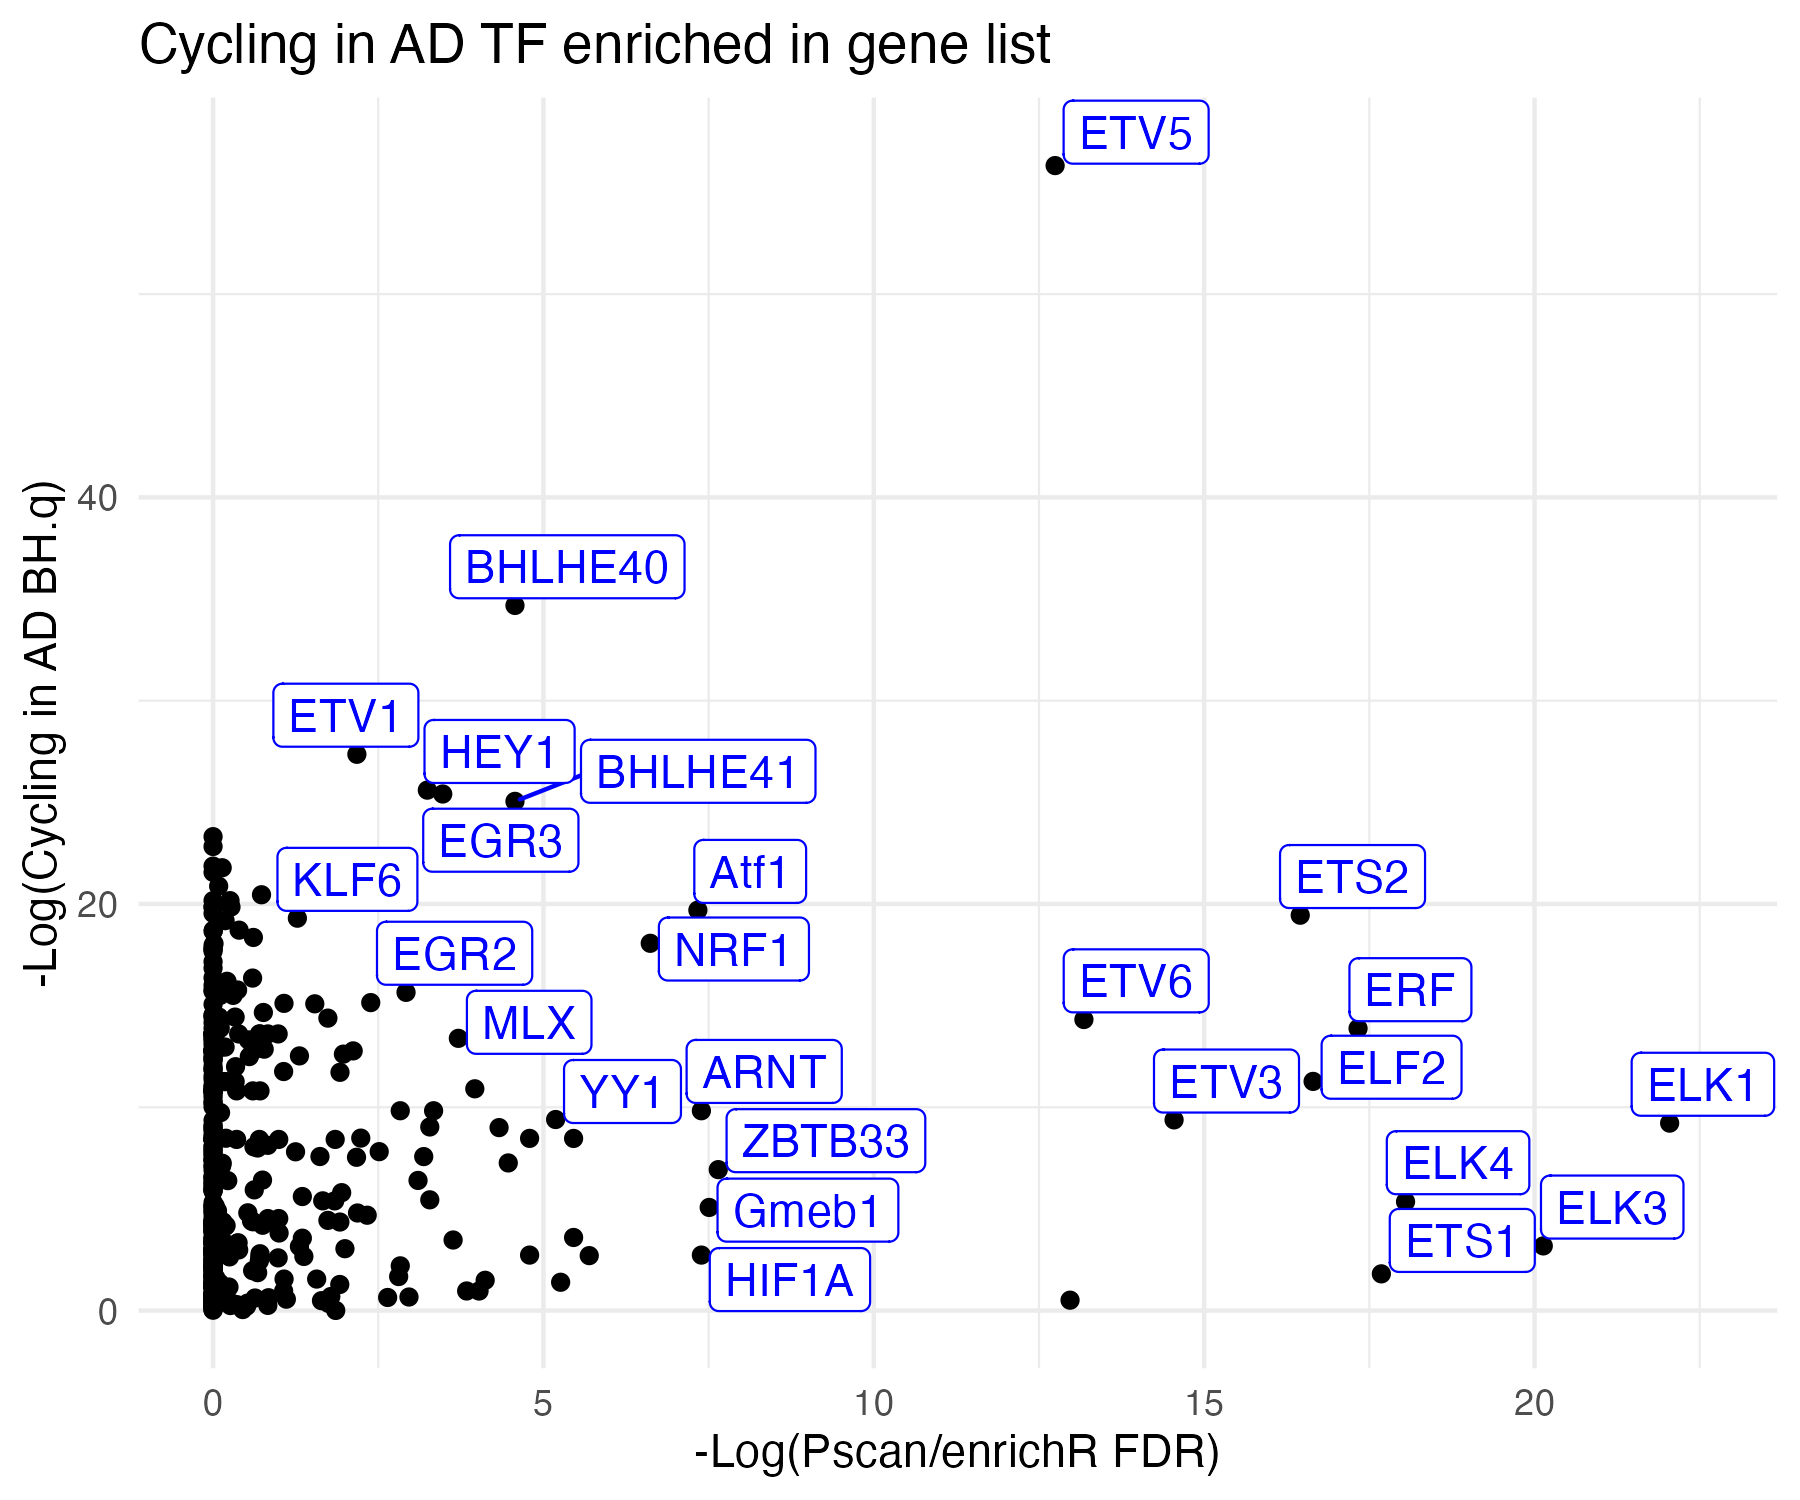 Cycling in AD TF enriched in gene list
ETV5
40
BHLHE40
ETV1
HEY1
BHLHE41
EGR3
Atf1
KLF6
ETS2
20
EGR2
NRF1
ETV6
ERF
MLX
ARNT
ELF2
ETV3
ELK1
YY1
ZBTB33
ELK4
ELK3
Gmeb1
ETS1
HIF1A
0
0 5 10 15 20
-Log(Pscan/enrichR FDR)
-Log(Cycling in AD BH.q)